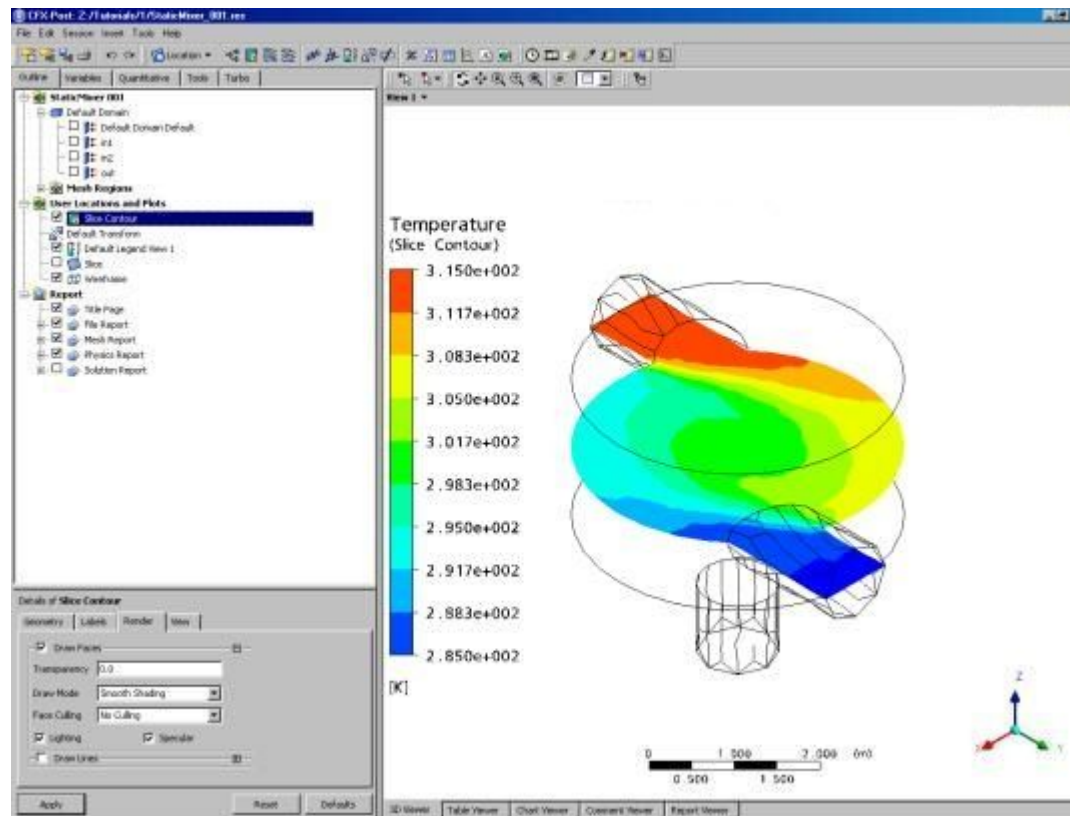 CFX-Post: Z:/Tutorials/1/StaticMixer_001.res
File Edit Session Insert Tools Help
Location
Outline Variables Quantitative Tools Turbo
StaticMixer 001
Default Domain
Default Domain Default
in1
in2
out
Mesh Regions
User Locations and Plots
Slice Contour
Default Transform
Default Legend View 1
Slice
Wireframe
Report
Title Page
File Report
Mesh Report
Physics Report
Solution Report
Details of Slice Contour
Geometry Labels Render View
Draw Faces
Transparency 0.0
Draw Mode Smooth Shading
Face Culling No Culling
Lighting Specular
Draw Lines
Apply Reset Defaults
View 1
Temperature
(Slice Contour)
3.150e+002
3.117e+002
3.083e+002
3.050e+002
3.017e+002
2.983e+002
2.950e+002
2.917e+002
2.883e+002
2.850e+002
[K]
Z
X Y
0 1.500 2.000 (m)
0.500 1.500
3D Viewer Table Viewer Chart Viewer Comment Viewer Report Viewer